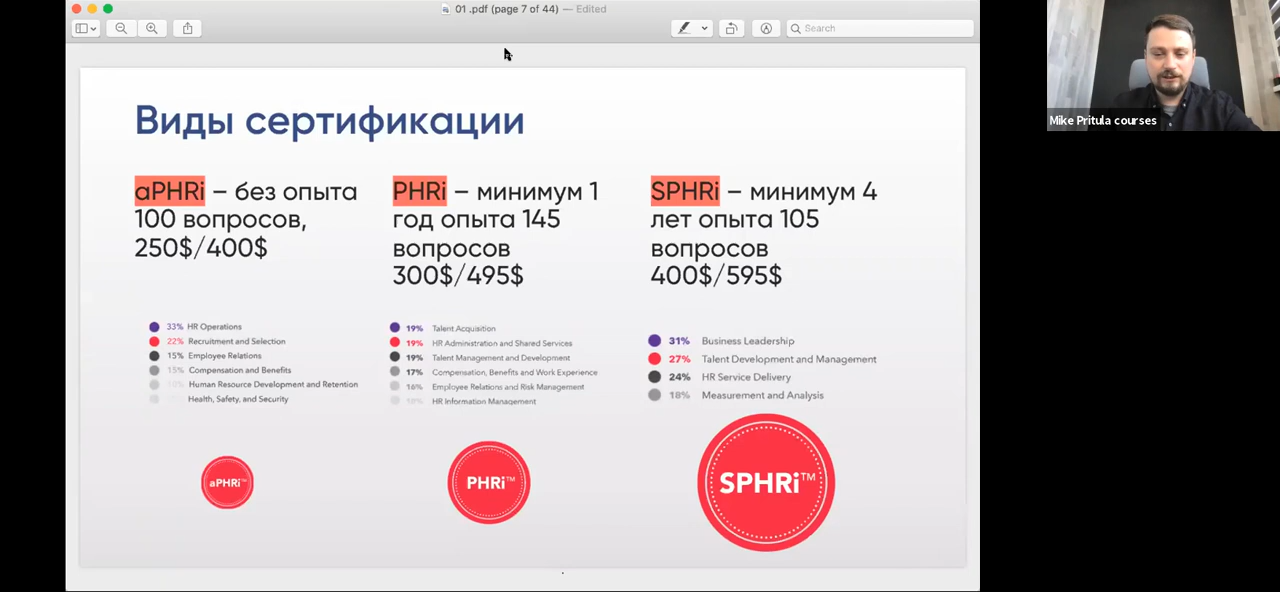 01 .pdf (page 7 of 44) — Edited
Search
Mike Pritula courses
Виды сертификации
aPHRi – без опыта
100 вопросов,
250$/400$
PHRi – минимум 1
год опыта 145
вопросов
300$/495$
SPHRi – минимум 4
лет опыта 105
вопросов
400$/595$
33% HR Operations
22% Recruitment and Selection
15% Employee Relations
15% Compensation and Benefits
Human Resource Development and Retention
Health, Safety, and Security
19% Talent Acquisition
19% HR Administration and Shared Services
19% Talent Management and Development
17% Compensation, Benefits and Work Experience
16% Employee Relations and Risk Management
10% HR Information Management
31% Business Leadership
27% Talent Development and Management
24% HR Service Delivery
18% Measurement and Analysis
aPHRi™
PHRi™
SPHRi™